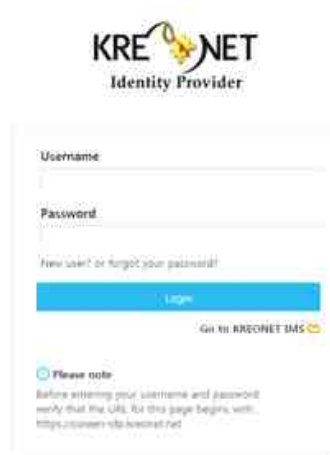 KREONET
Identity Provider
Username
Password
New user? or forgot your password?
Login
Go to KREONET IMS
Please note
Before entering your username and password
verify that the URL for this page begins with